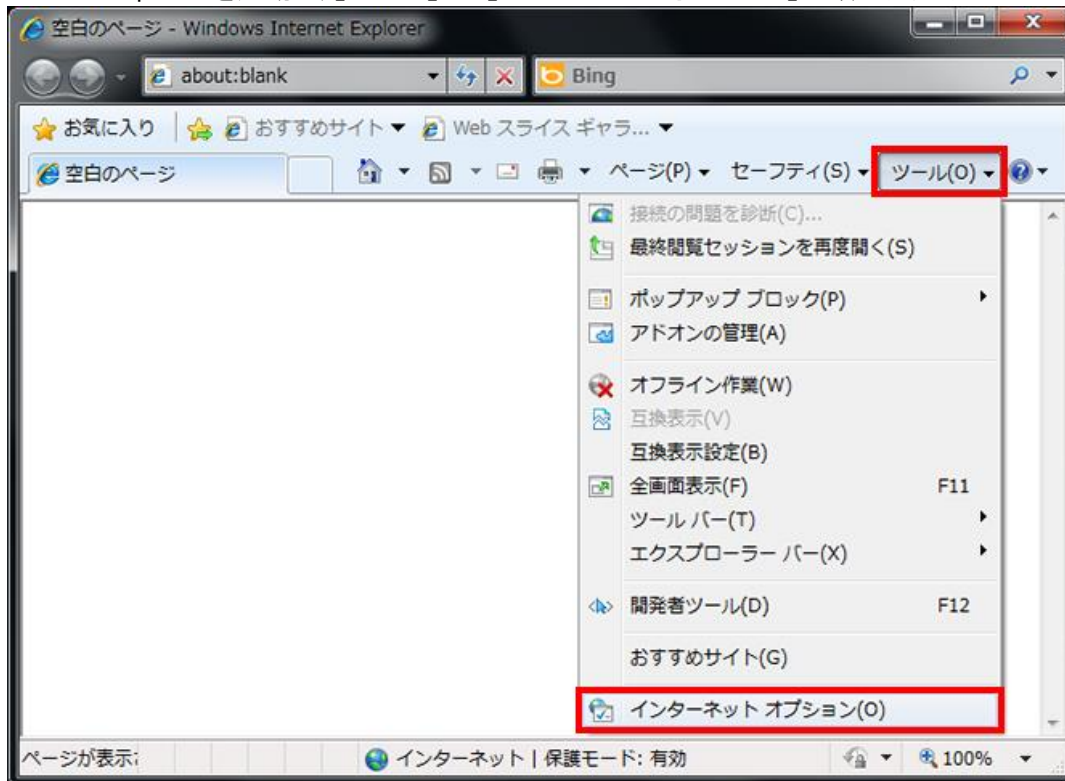 空白のページ - Windows Internet Explorer
about:blank
Bing
お気に入り
おすすめサイト ▼
Web スライス ギャラ... ▼
空白のページ
ページ(P)
セーフティ(S)
ツール(O)
接続の問題を診断(C)...
最終閲覧セッションを再度開く(S)
ポップアップ ブロック(P)
アドオンの管理(A)
オフライン作業(W)
互換表示(V)
互換表示設定(B)
全画面表示(F) F11
ツール バー(T)
エクスプローラー バー(X)
開発者ツール(D) F12
おすすめサイト(G)
インターネット オプション(O)
ページが表示
インターネット | 保護モード: 有効
100%